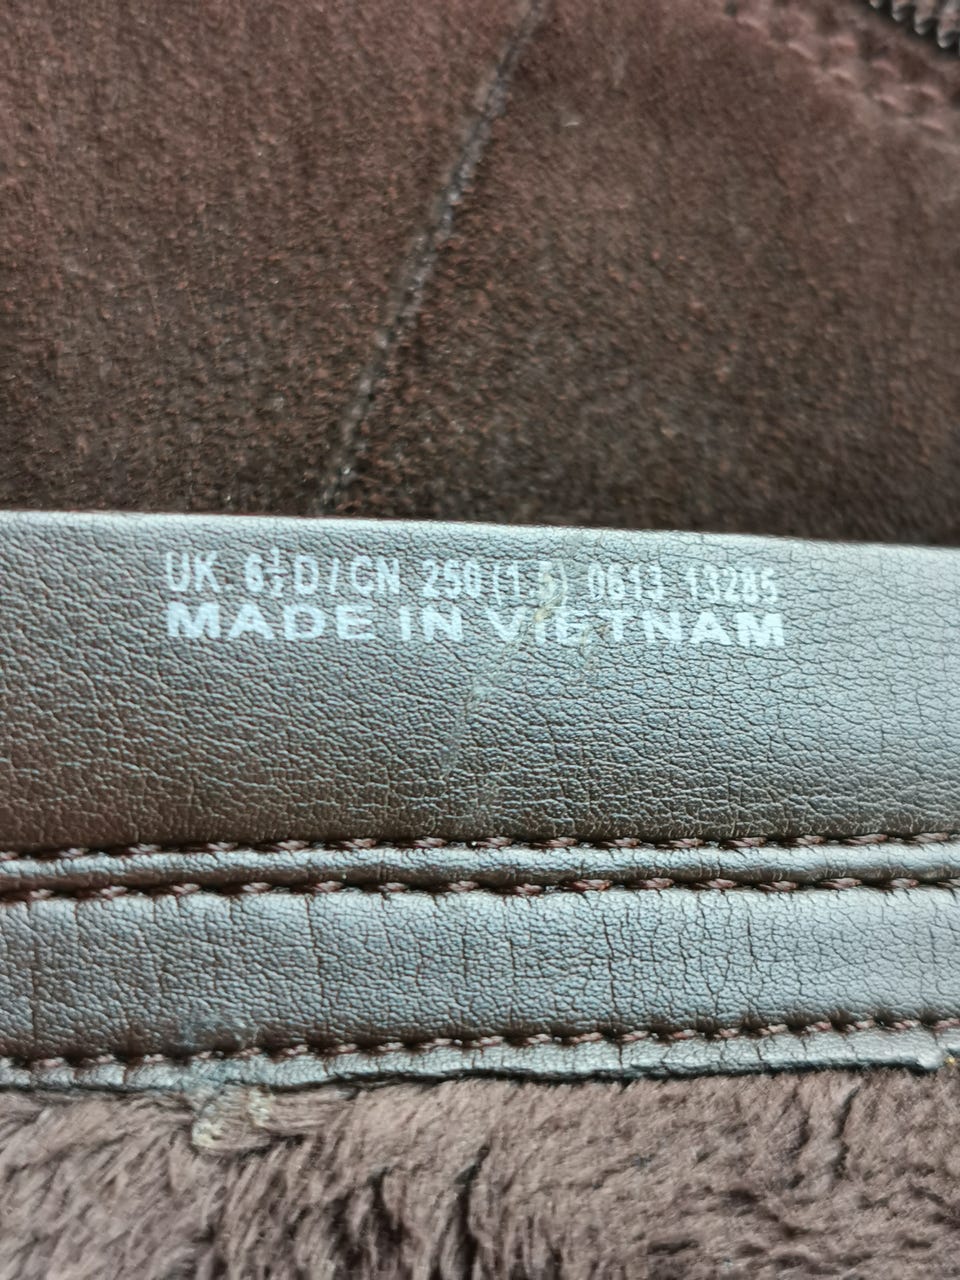 UK. 6½D/CN 250(1.5) 0613 13285
MADE IN VIETNAM